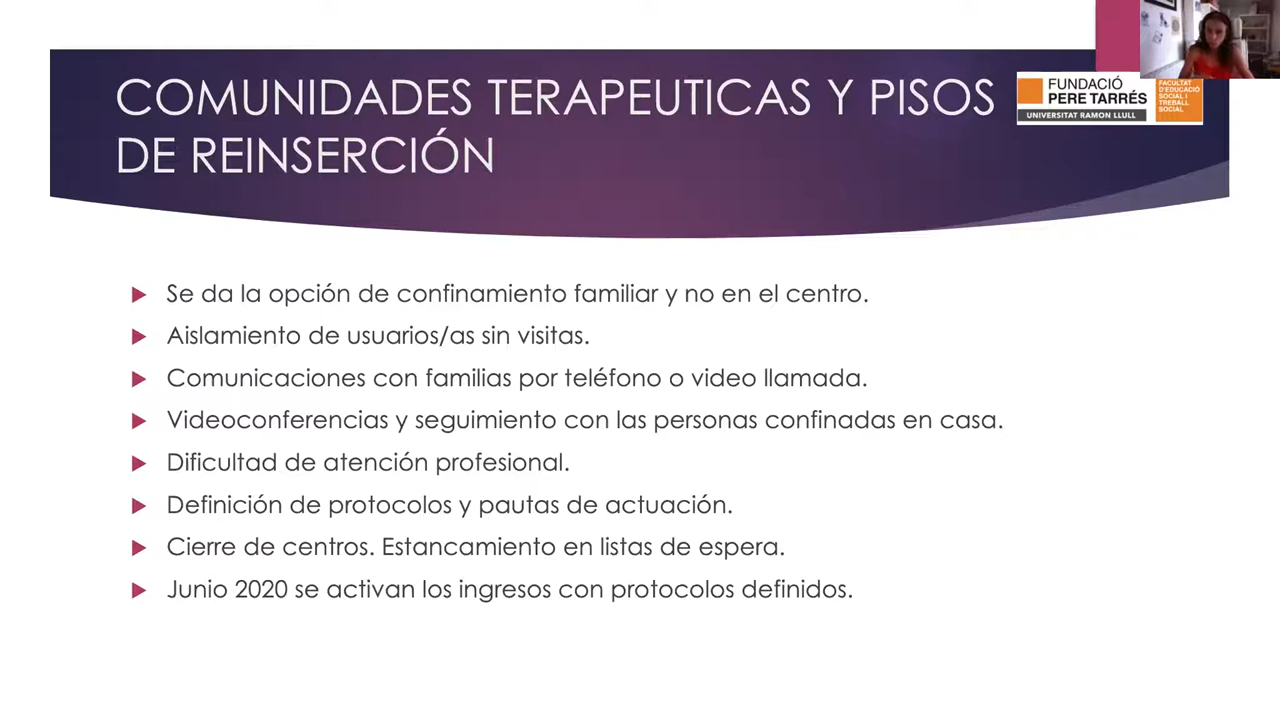 COMUNIDADES TERAPEUTICAS Y PISOS
DE REINSERCIÓN
FUNDACIÓ
PERE TARRÉS
UNIVERSITAT RAMON LLULL
FACULTAT
D'EDUCACIÓ
SOCIAL I
TREBALL
SOCIAL
Se da la opción de confinamiento familiar y no en el centro.
Aislamiento de usuarios/as sin visitas.
Comunicaciones con familias por teléfono o video llamada.
Videoconferencias y seguimiento con las personas confinadas en casa.
Dificultad de atención profesional.
Definición de protocolos y pautas de actuación.
Cierre de centros. Estancamiento en listas de espera.
Junio 2020 se activan los ingresos con protocolos definidos.